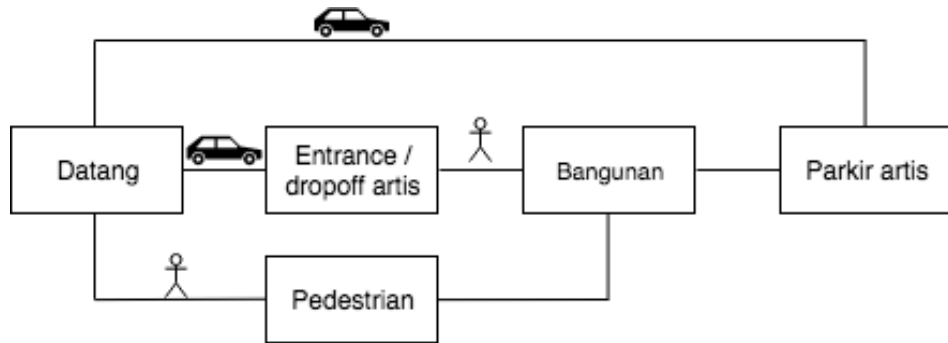 Datang
Entrance /
dropoff artis
Bangunan
Parkir artis
Pedestrian